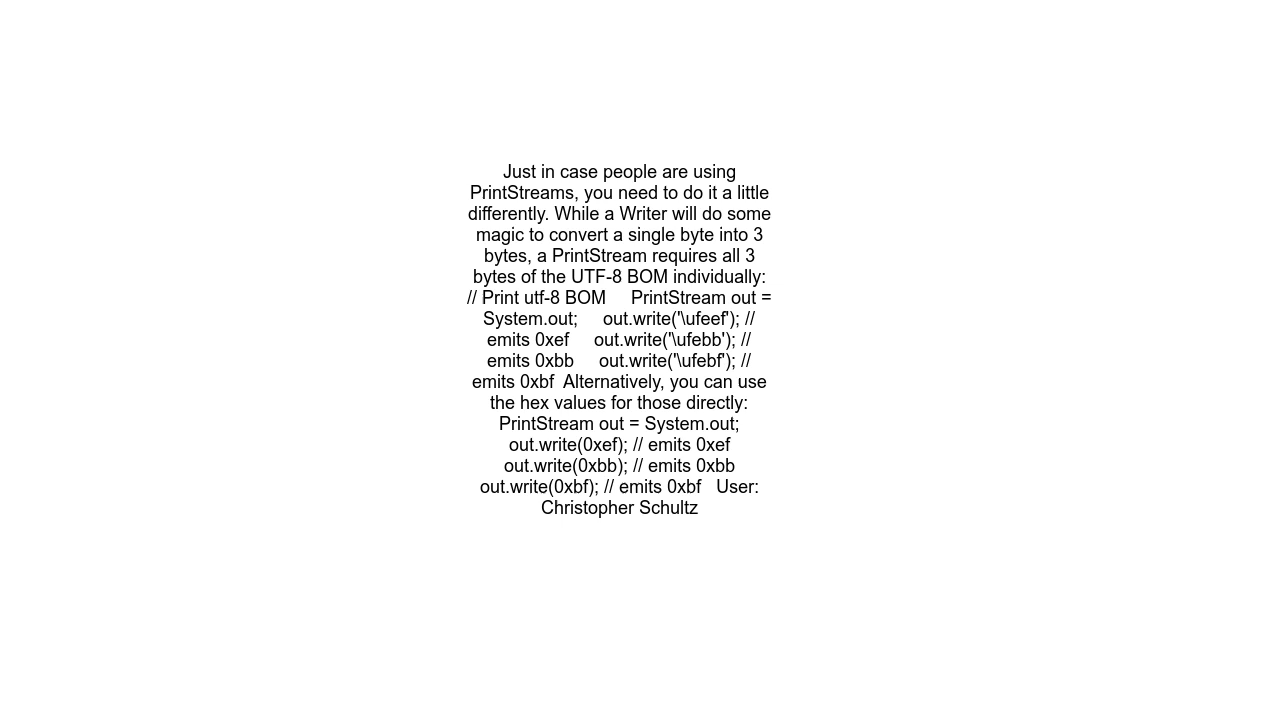 Just in case people are using
PrintStreams, you need to do it a little
differently. While a Writer will do some
magic to convert a single byte into 3
bytes, a PrintStream requires all 3
bytes of the UTF-8 BOM individually:
// Print utf-8 BOM     PrintStream out =
System.out;     out.write('\ufeef'); //
emits 0xef     out.write('\ufebb'); //
emits 0xbb     out.write('\ufebf'); //
emits 0xbf  Alternatively, you can use
the hex values for those directly:
PrintStream out = System.out;
out.write(0xef); // emits 0xef
out.write(0xbb); // emits 0xbb
out.write(0xbf); // emits 0xbf   User:
Christopher Schultz